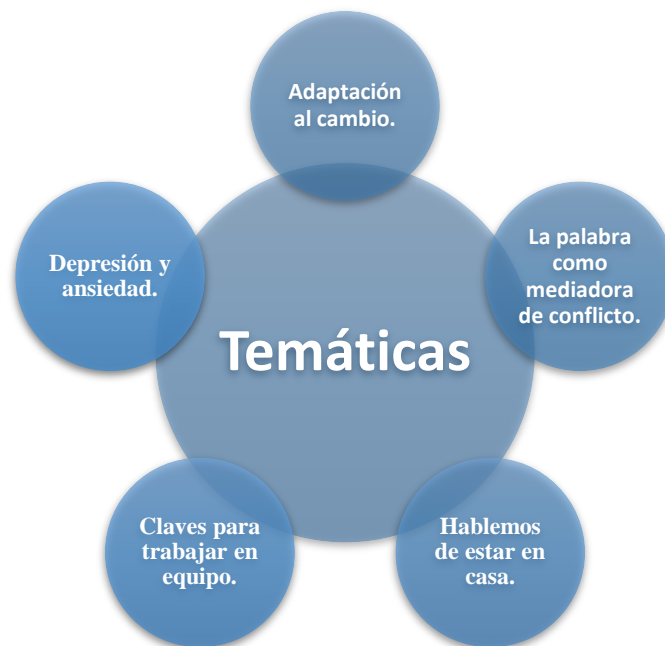 Adaptación
al cambio.
La palabra
como
mediadora
de conflicto.
Depresión y
ansiedad.
Temáticas
Claves para
trabajar en
equipo.
Hablemos
de estar en
casa.